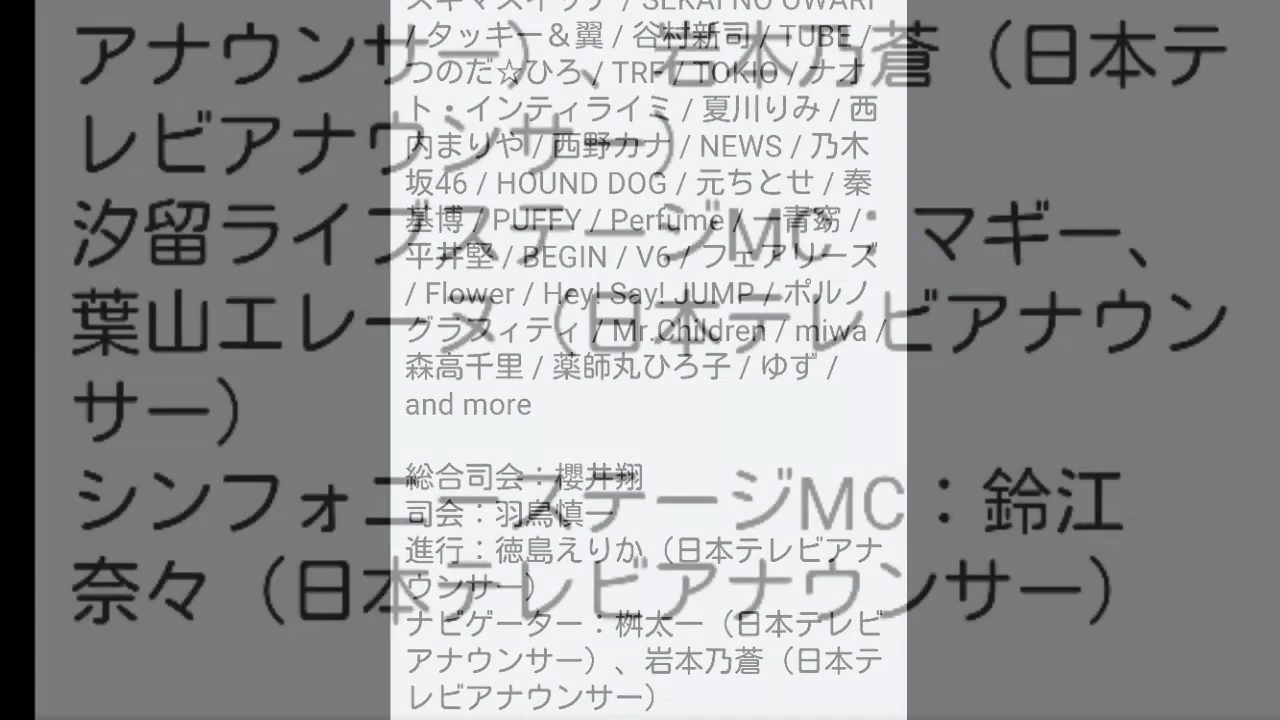 スキマスイッチ / SEKAI NO OWARI
/ タッキー＆翼 / 谷村新司 / TUBE /
つのだ☆ひろ / TRF / TOKIO / ナオ
ト・インティライミ / 夏川りみ / 西
内まりや / 西野カナ / NEWS / 乃木
坂46 / HOUND DOG / 元ちとせ / 秦
基博 / PUFFY / Perfume / 一青窈 /
平井堅 / BEGIN / V6 / フェアリーズ
/ Flower / Hey! Say! JUMP / ポルノ
グラフィティ / Mr.Children / miwa /
森高千里 / 薬師丸ひろ子 / ゆず /
and more
総合司会：櫻井翔
司会：羽鳥慎一
進行：徳島えりか（日本テレビアナ
ウンサー）
ナビゲーター：桝太一（日本テレビ
アナウンサー）、岩本乃蒼（日本テ
レビアナウンサー）
アナウンサー）、岩本乃蒼（日本テ
レビアナウンサー）
汐留ライブステージMC：マギー、
葉山エレーヌ（日本テレビアナウン
サー）
シンフォニーステージMC：鈴江
奈々（日本テレビアナウンサー）